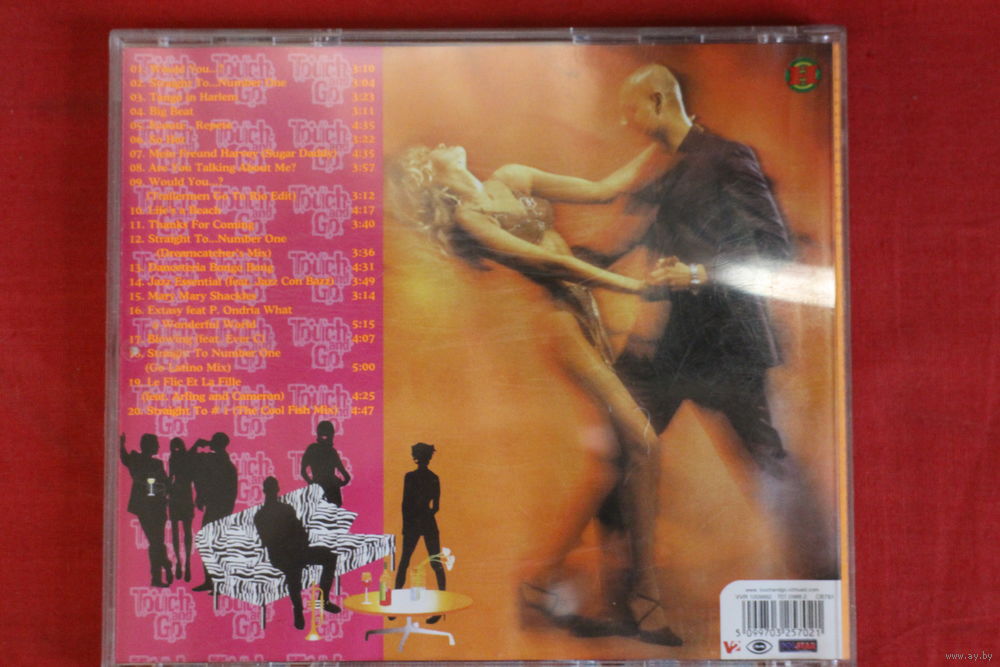 01. Would You...? 3:10
02. Straight To...Number One 3:04
03. Tango in Harlem 3:23
04. Big Beat 3:11
05. Repeat 4:35
06. So Hot 3:22
07. Mein Freund Harvey (Sugar Daddy) 4:35
08. Are You Talking About Me? 3:57
09. Would You...?
(Trailermen Go To Rio Edit) 3:12
10. Life's a Beach 4:17
11. Thanks For Coming 3:40
12. Straight To...Number One
(Dreamcatcher's Mix) 3:36
13. Danceteria Bongo Bong 4:31
14. Jazz Essential (feat. Jazz Con Bazz) 3:49
15. Mary Mary Shackles 3:14
16. Extasy feat P. Ondria What
a Wonderful World 5:15
17. Blowing (feat. Ever C) 4:07
18. Straight To Number One
(Go Latino Mix) 5:00
19. Le Flic Et La Fille
(feat. Arling and Cameron) 4:25
20. Straight To # 1 (The Cool Fish Mix) 4:47
Touch and Go!
VVR 1009992
5 099703 257021
V2
www.ay.by